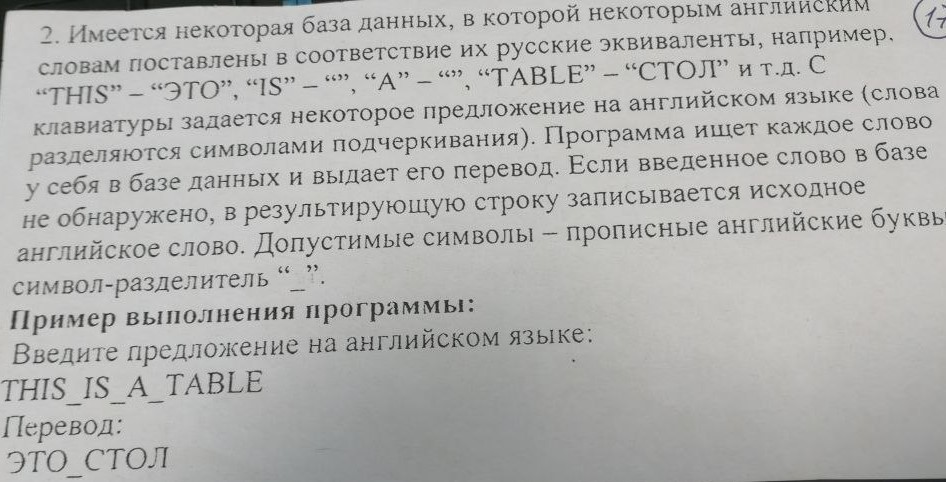 2. Имеется некоторая база данных, в которой некоторым английским
словам поставлены в соответствие их русские эквиваленты, например,
“THIS” – “ЭТО”, “IS” – “”, “A” – “”, “TABLE” – “СТОЛ” и т.д. С
клавиатуры задается некоторое предложение на английском языке (слова
разделяются символами подчеркивания). Программа ищет каждое слово
у себя в базе данных и выдает его перевод. Если введенное слово в базе
не обнаружено, в результирующую строку записывается исходное
английское слово. Допустимые символы – прописные английские буквы
символ-разделитель “_”.
Пример выполнения программы:
Введите предложение на английском языке:
THIS_IS_A_TABLE
Перевод:
ЭТО_СТОЛ